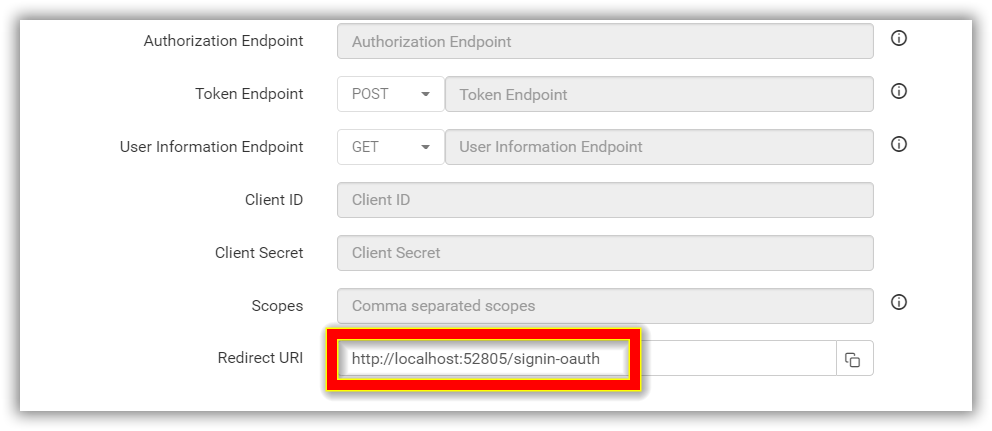 Authorization Endpoint Authorization Endpoint
Token Endpoint POST Token Endpoint
User Information Endpoint GET User Information Endpoint
Client ID Client ID
Client Secret Client Secret
Scopes Comma separated scopes
Redirect URI http://localhost:52805/signin-oauth